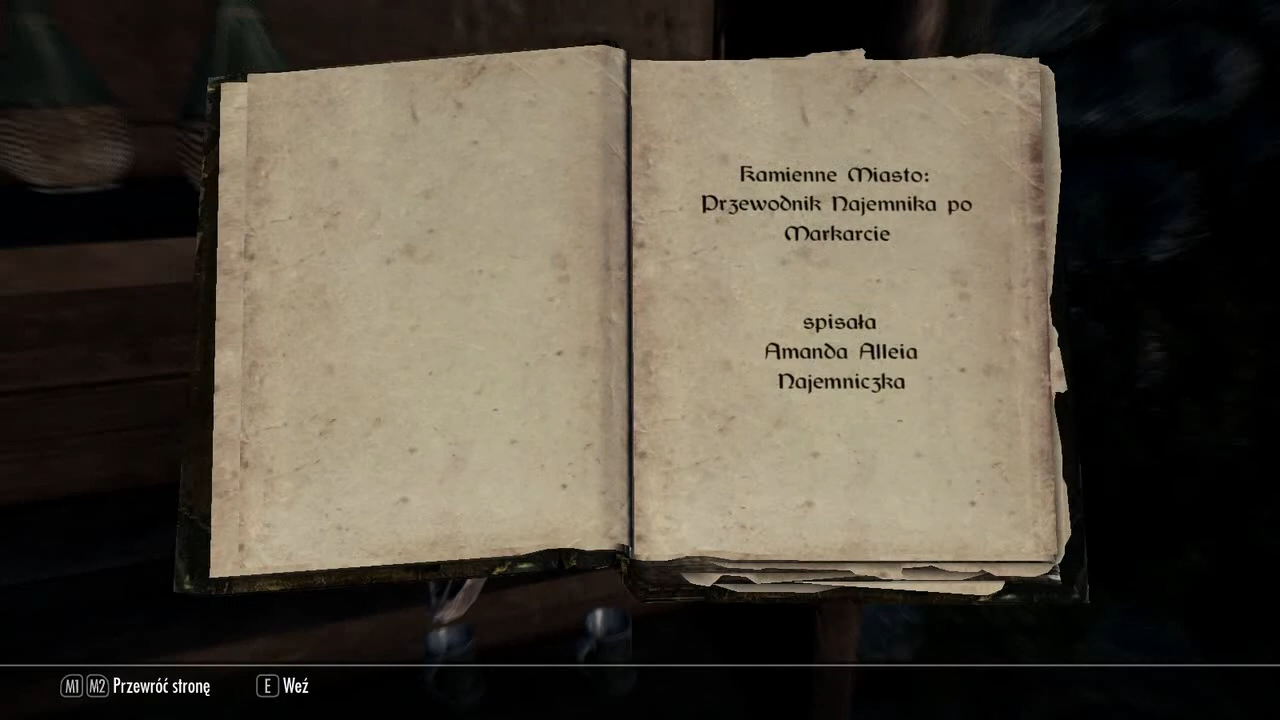 Kamienne Miasto:
Przewodnik Najemnika po
Markarcie
spisała
Amanda Alleia
Najemniczka
M1 M2 Przewróć stronę
E Weź